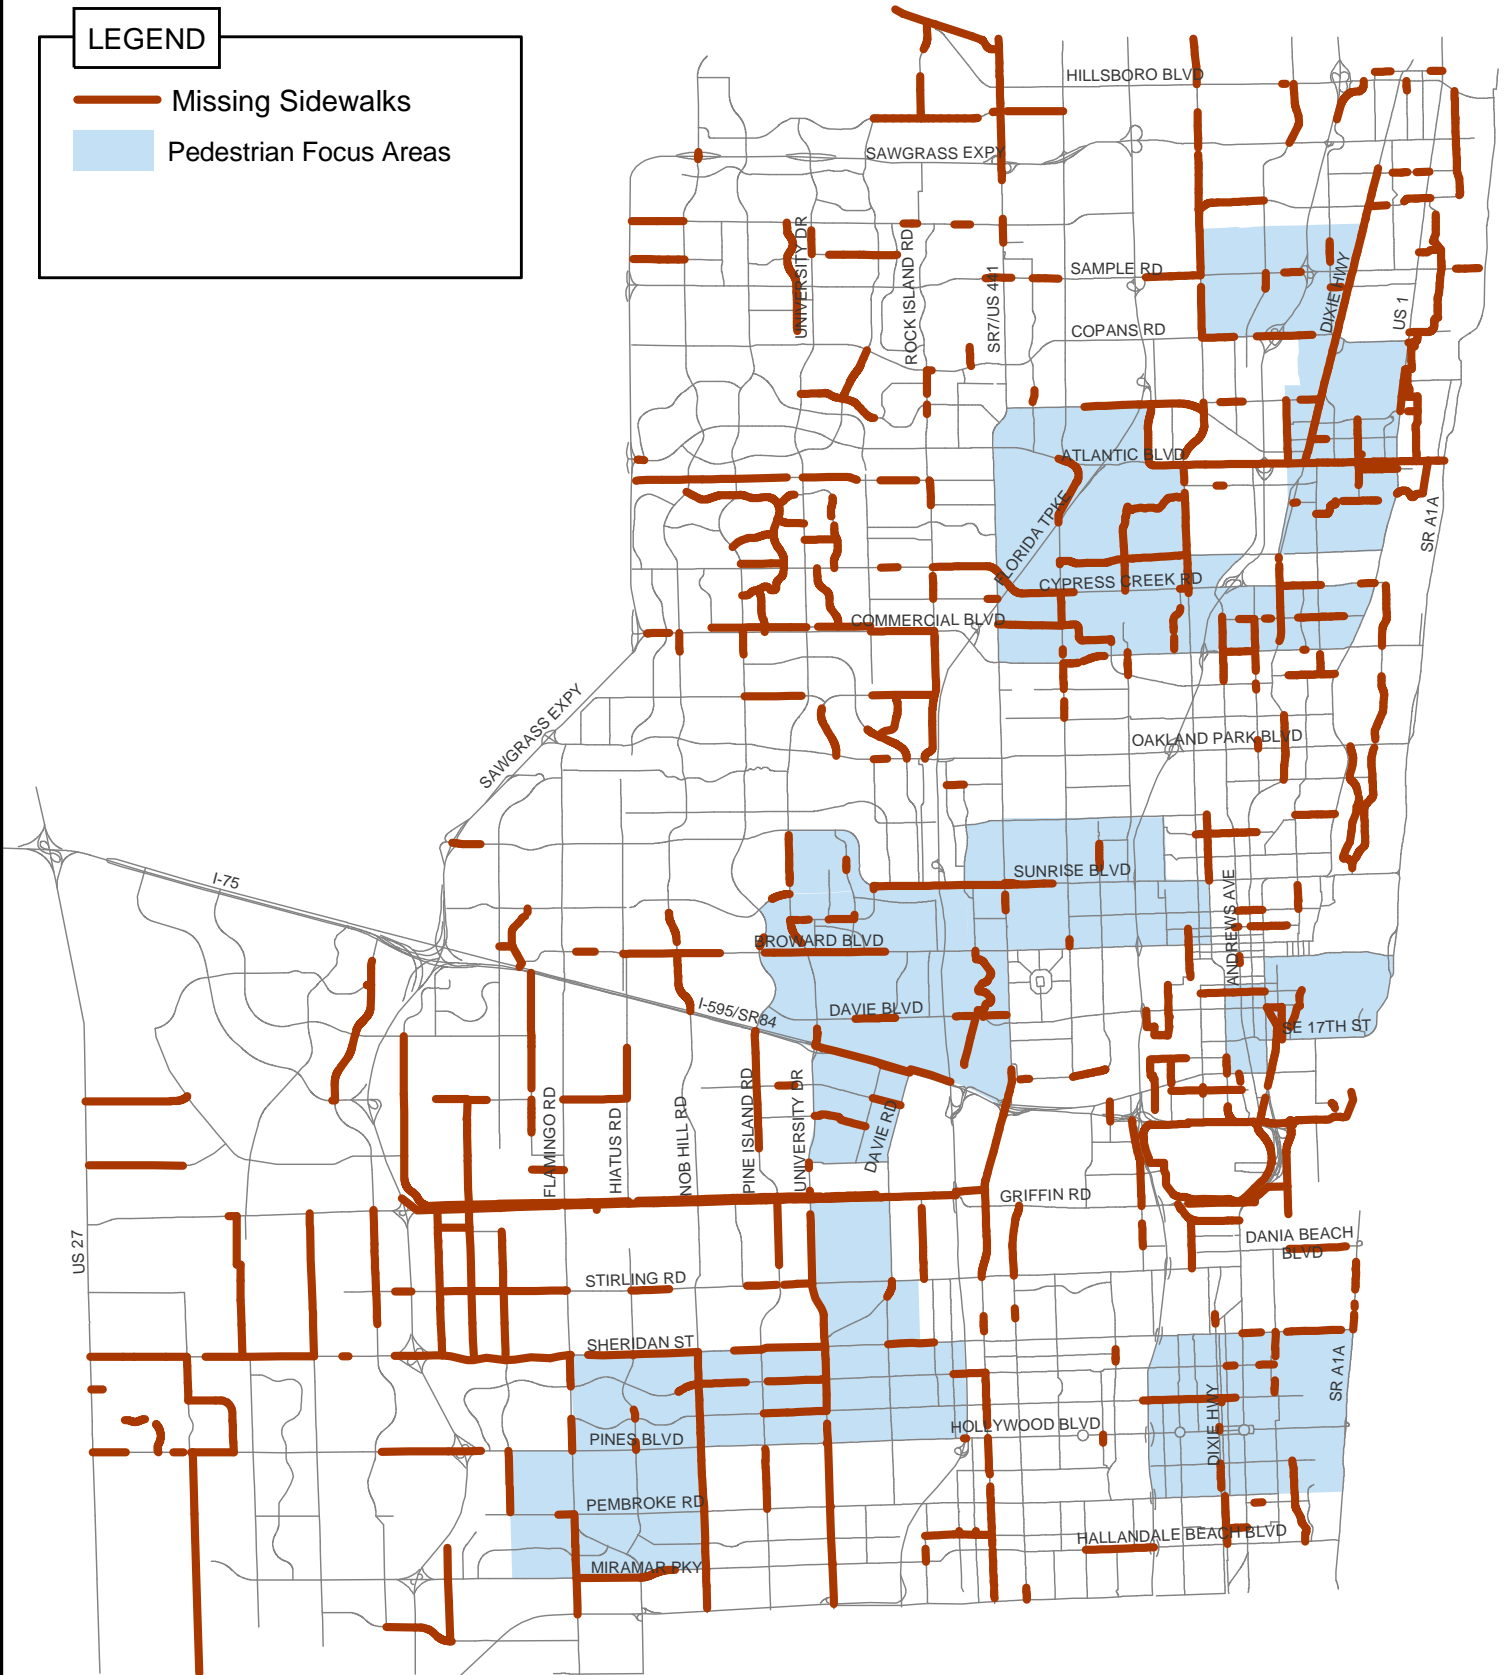 LEGEND
Missing Sidewalks
Pedestrian Focus Areas
HILLSBORO BLVD
SAWGRASS EXPY
UNIVERSITY DR
ROCK ISLAND RD
SR7/US 441
SAMPLE RD
DIXIE HWY
US 1
COPANS RD
ATLANTIC BLVD
FLORIDA TPKE
SR A1A
CYPRESS CREEK RD
COMMERCIAL BLVD
SAWGRASS EXPY
OAKLAND PARK BLVD
I-75
SUNRISE BLVD
ANDREWS AVE
BROWARD BLVD
I-595/SR84
DAVIE BLVD
SE 17TH ST
FLAMINGO RD
HIATUS RD
NOB HILL RD
PINE ISLAND RD
UNIVERSITY DR
DAVIE RD
GRIFFIN RD
US 27
DANIA BEACH
BLVD
STIRLING RD
SHERIDAN ST
SR A1A
DIXIE HWY
HOLLYWOOD BLVD
PINES BLVD
PEMBROKE RD
HALLANDALE BEACH BLVD
MIRAMAR PKY